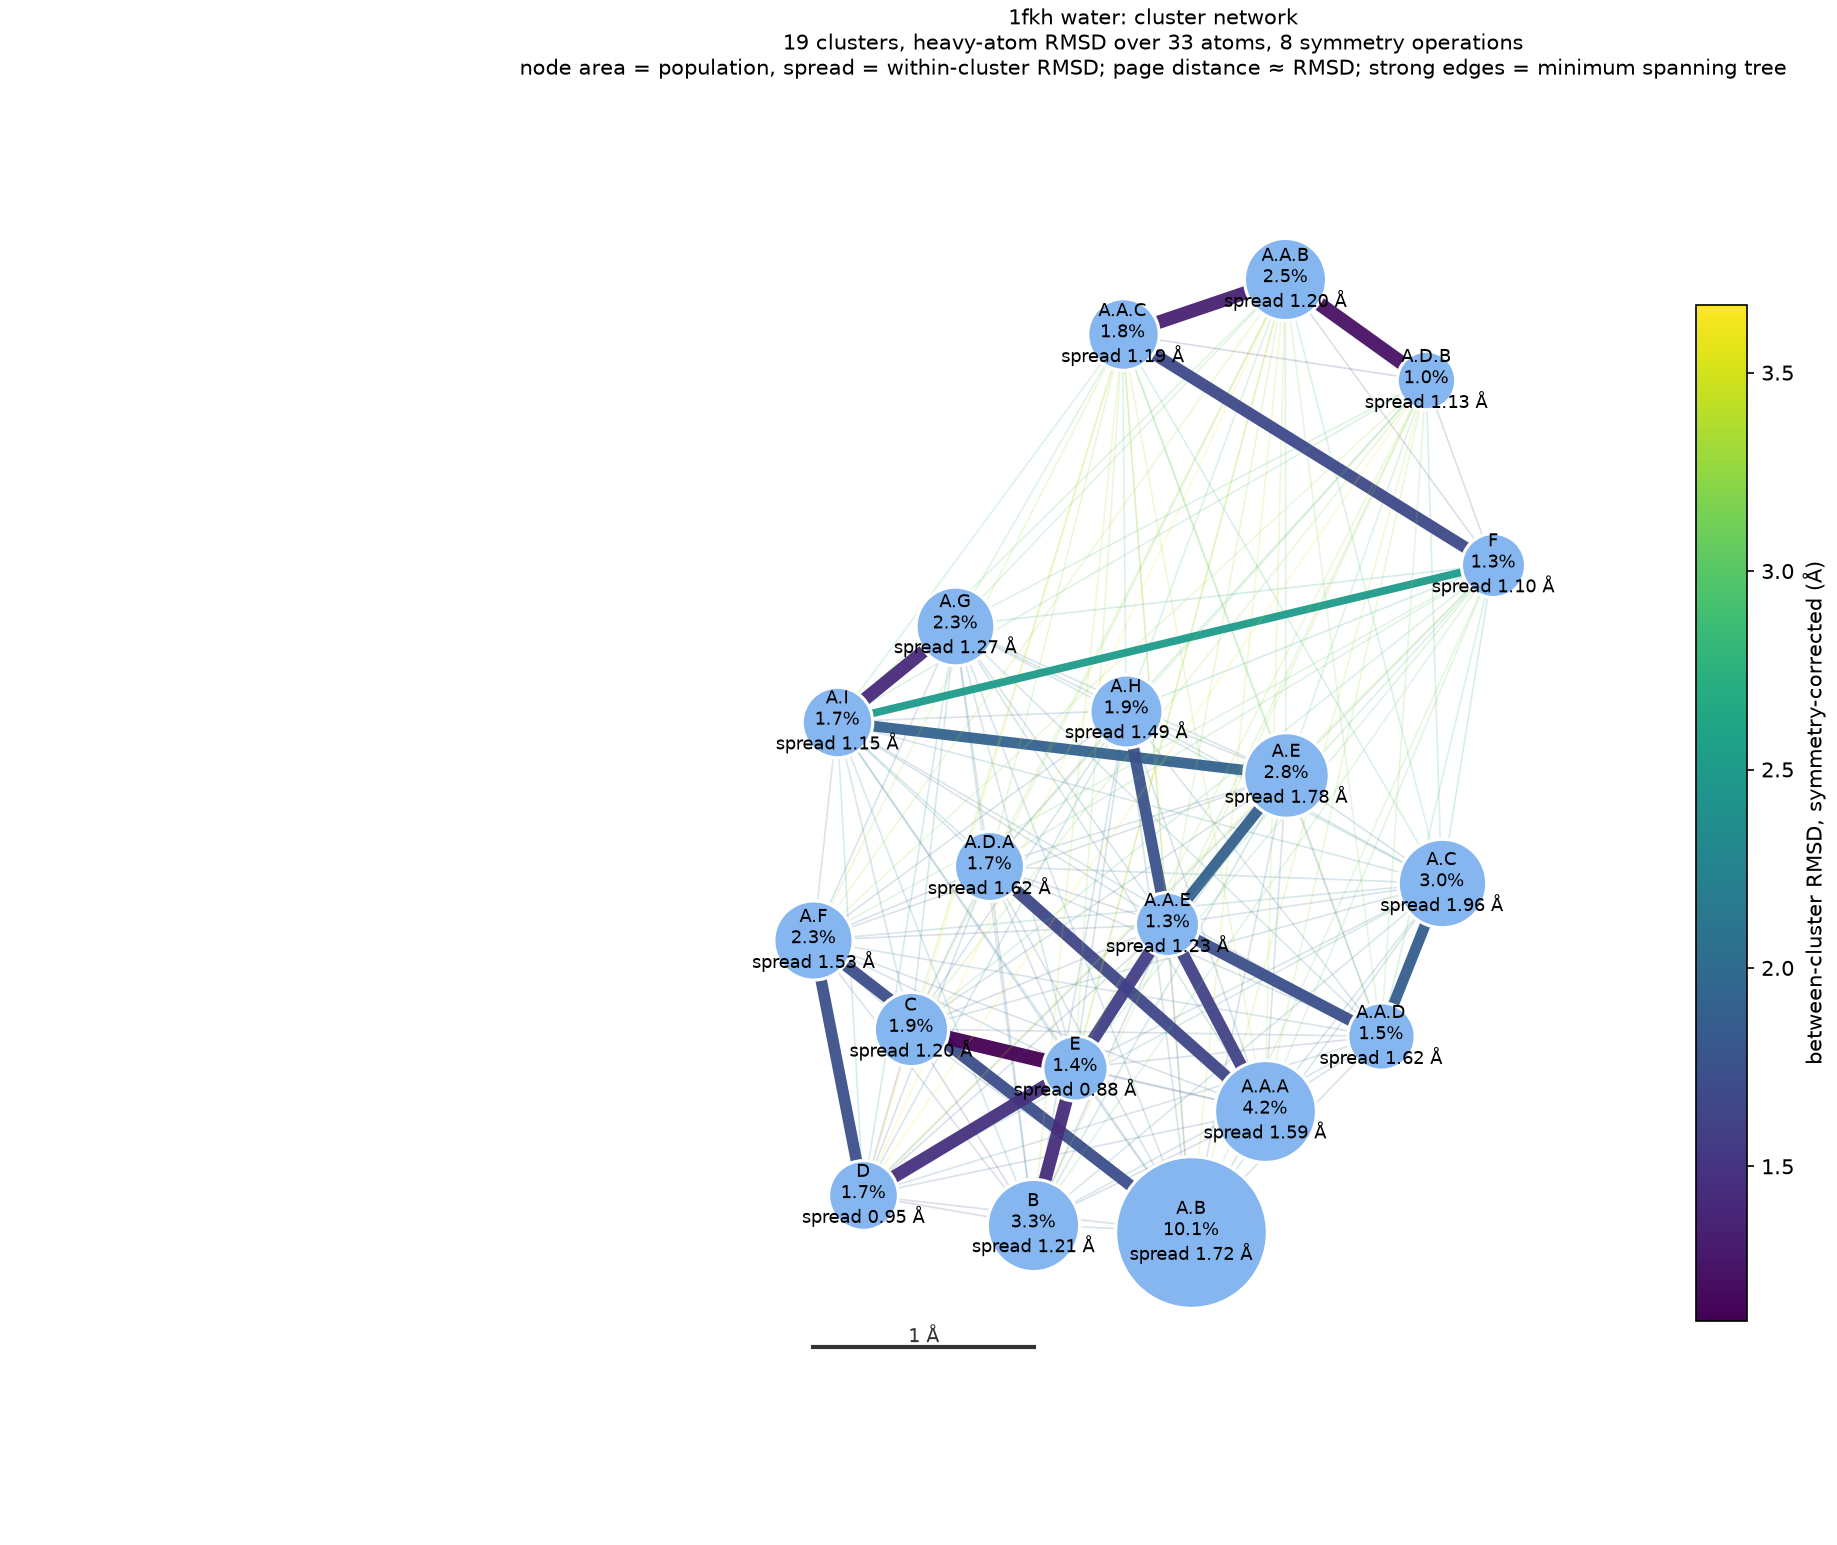 1fkh water: cluster network
19 clusters, heavy-atom RMSD over 33 atoms, 8 symmetry operations
node area = population, spread = within-cluster RMSD; page distance ≈ RMSD; strong edges = minimum spanning tree
A.A.B
2.5%
spread 1.20 Å
A.A.C
1.8%
spread 1.19 Å
A.D.B
1.0%
spread 1.13 Å
F
1.3%
spread 1.10 Å
A.G
2.3%
spread 1.27 Å
A.I
1.7%
spread 1.15 Å
A.H
1.9%
spread 1.49 Å
A.E
2.8%
spread 1.78 Å
A.D.A
1.7%
spread 1.62 Å
A.C
3.0%
spread 1.96 Å
A.A.E
1.3%
spread 1.23 Å
A.F
2.3%
spread 1.53 Å
C
1.9%
spread 1.20 Å
A.A.D
1.5%
spread 1.62 Å
E
1.4%
spread 0.88 Å
A.A.A
4.2%
spread 1.59 Å
D
1.7%
spread 0.95 Å
B
3.3%
spread 1.21 Å
A.B
10.1%
spread 1.72 Å
1 Å
3.5
3.0
2.5
2.0
1.5
between-cluster RMSD, symmetry-corrected (Å)